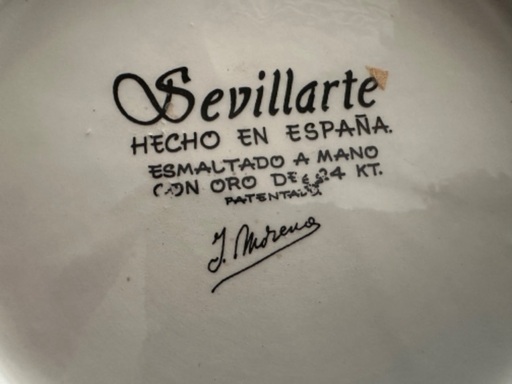 Sevillarte
HECHO EN ESPAÑA.
ESMALTADO A MANO
CON ORO DE 24 KT.
PATENTADO
J. Moreno